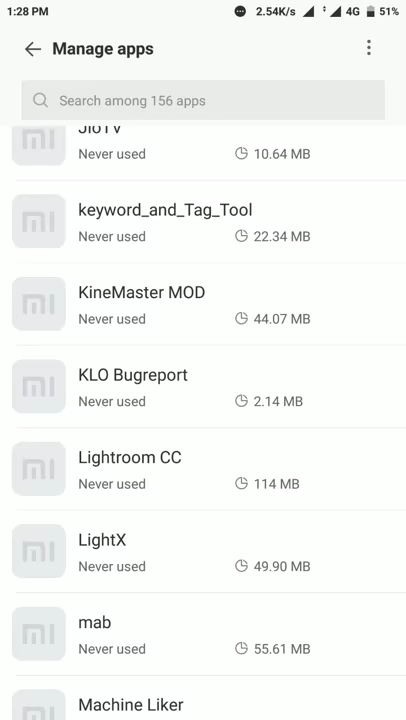 1:28 PM 2.54K/s 4G 51%
Manage apps
Search among 156 apps
JioTV
Never used 10.64 MB
keyword_and_Tag_Tool
Never used 22.34 MB
KineMaster MOD
Never used 44.07 MB
KLO Bugreport
Never used 2.14 MB
Lightroom CC
Never used 114 MB
LightX
Never used 49.90 MB
mab
Never used 55.61 MB
Machine Liker